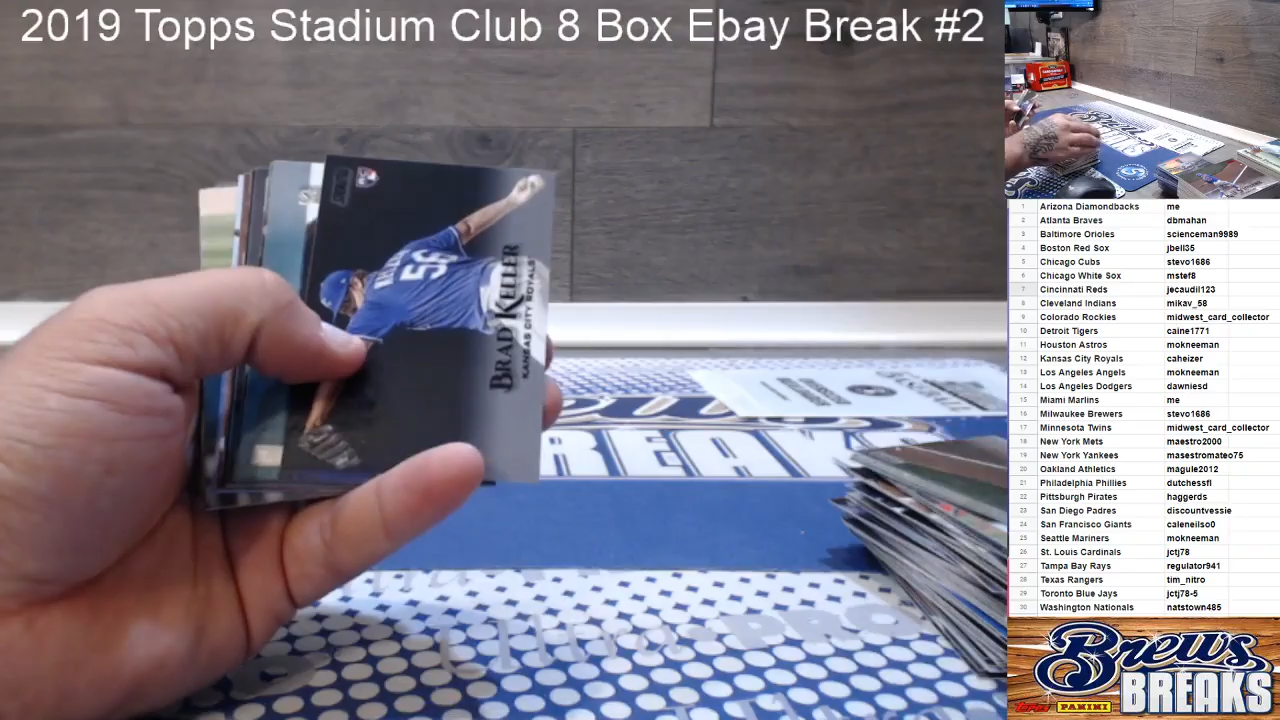 2019 Topps Stadium Club 8 Box Ebay Break #2
56
BRAD KELLER
KANSAS CITY ROYALS
BREAKS
1 Arizona Diamondbacks me
2 Atlanta Braves dbmahan
3 Baltimore Orioles scienceman9989
4 Boston Red Sox jbell35
5 Chicago Cubs stevo1686
6 Chicago White Sox mstef8
7 Cincinnati Reds jecaudil123
8 Cleveland Indians mikav_58
9 Colorado Rockies midwest_card_collector
10 Detroit Tigers caine1771
11 Houston Astros mokneeman
12 Kansas City Royals caheizer
13 Los Angeles Angels mokneeman
14 Los Angeles Dodgers dawniesd
15 Miami Marlins me
16 Milwaukee Brewers stevo1686
17 Minnesota Twins midwest_card_collector
18 New York Mets maestro2000
19 New York Yankees masestromateo75
20 Oakland Athletics magule2012
21 Philadelphia Phillies dutchessfl
22 Pittsburgh Pirates haggerds
23 San Diego Padres discountvessie
24 San Francisco Giants caleneilso0
25 Seattle Mariners mokneeman
26 St. Louis Cardinals jctj78
27 Tampa Bay Rays regulator941
28 Texas Rangers tim_nitro
29 Toronto Blue Jays jctj78-5
30 Washington Nationals natstown485
Brews
BREAKS
Topps PANINI